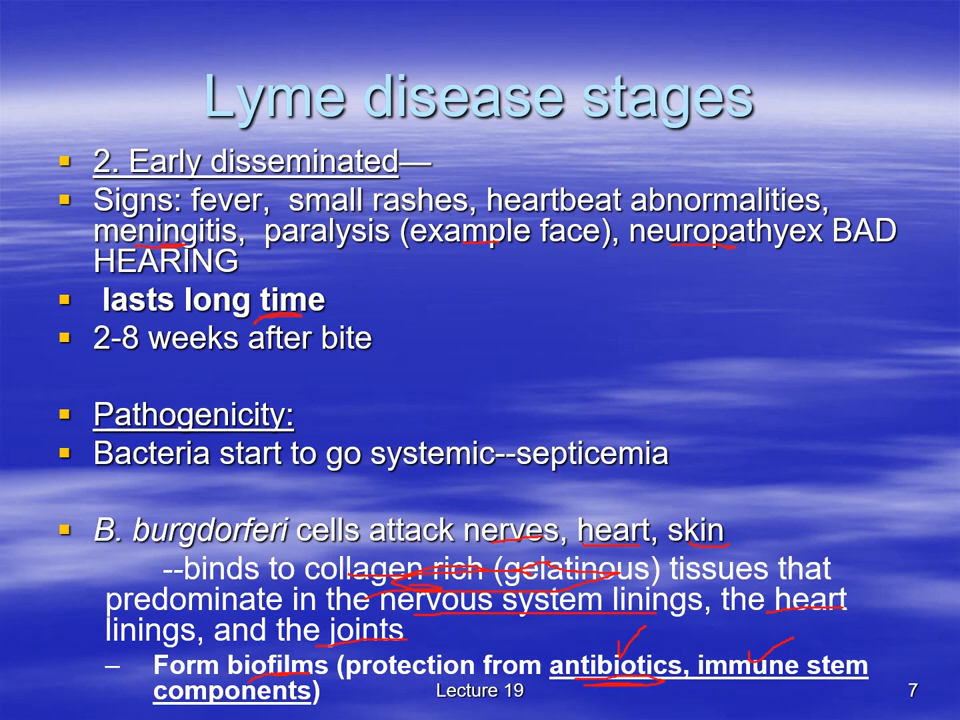 Lyme disease stages
2. Early disseminated—
Signs: fever, small rashes, heartbeat abnormalities,
meningitis, paralysis (example face), neuropathyex BAD
HEARING
lasts long time
2-8 weeks after bite
Pathogenicity:
Bacteria start to go systemic--septicemia
B. burgdorferi cells attack nerves, heart, skin
--binds to collagen rich (gelatinous) tissues that
predominate in the nervous system linings, the heart
linings, and the joints
– Form biofilms (protection from antibiotics, immune stem
components)
Lecture 19
7